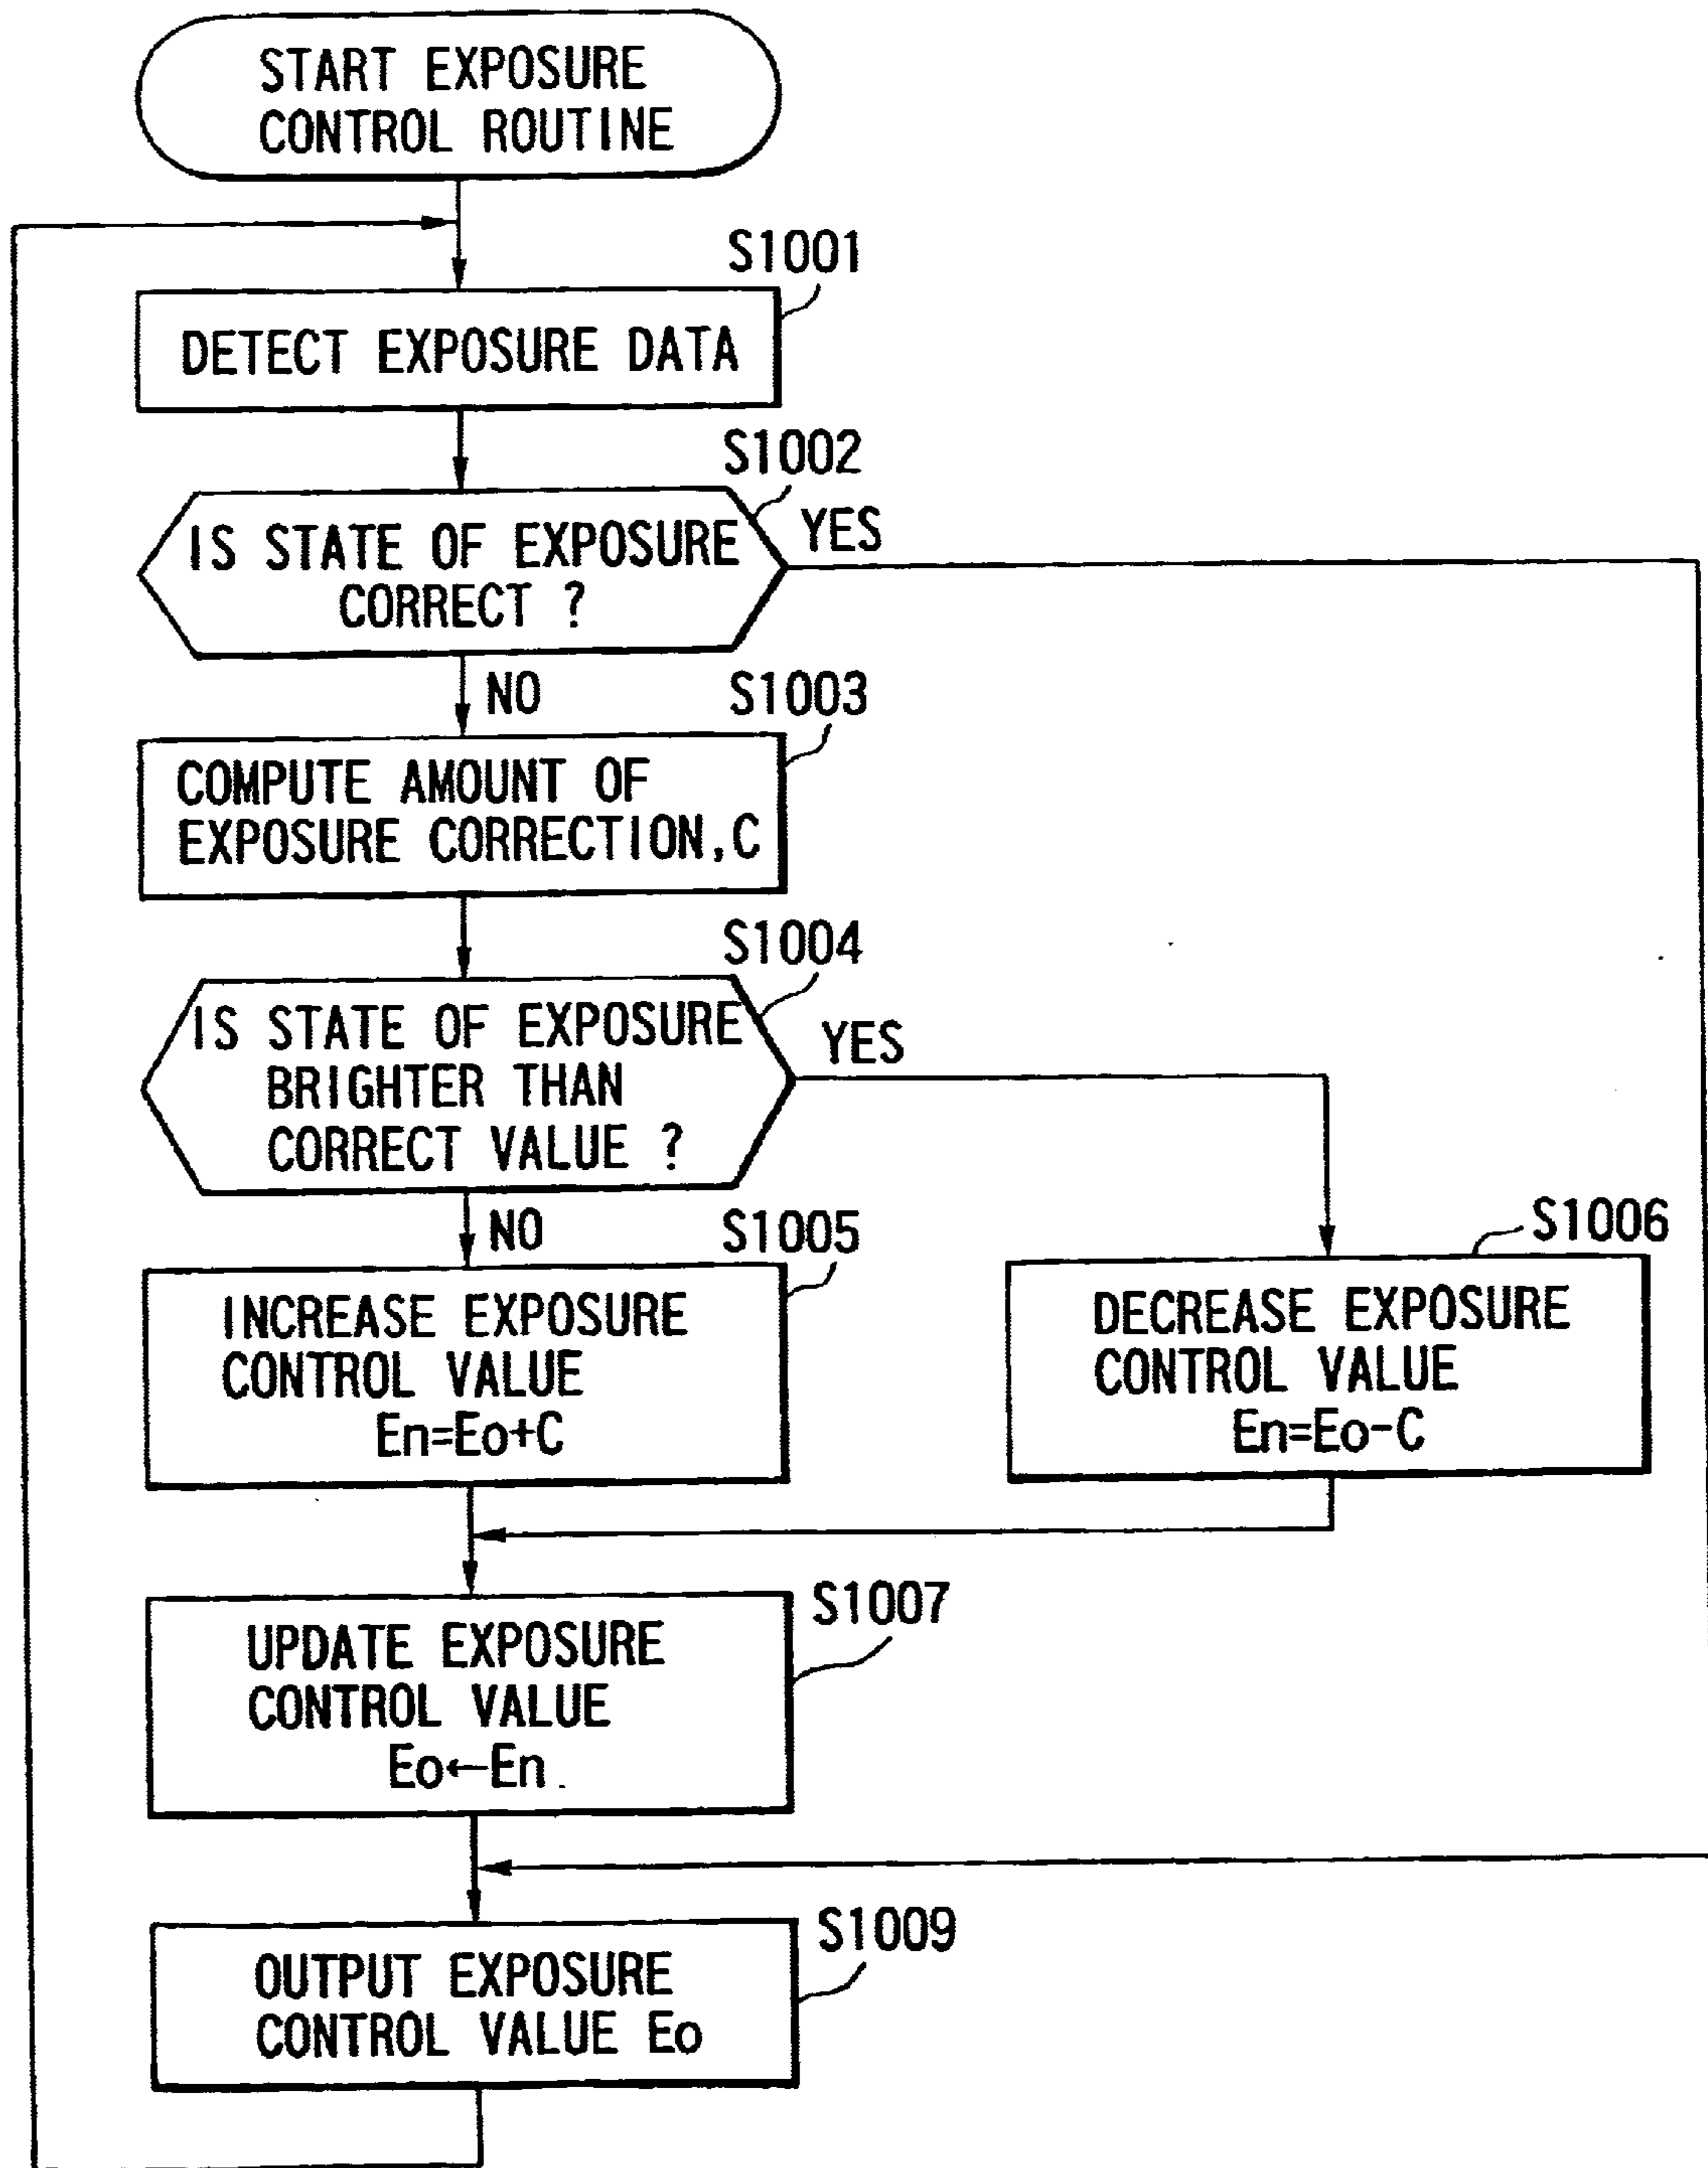 START EXPOSURE
CONTROL ROUTINE
S1001
DETECT EXPOSURE DATA
S1002
IS STATE OF EXPOSURE
CORRECT ?
YES
NO
S1003
COMPUTE AMOUNT OF
EXPOSURE CORRECTION,C
S1004
IS STATE OF EXPOSURE
BRIGHTER THAN
CORRECT VALUE ?
YES
NO
S1005
INCREASE EXPOSURE
CONTROL VALUE
En=Eo+C
S1006
DECREASE EXPOSURE
CONTROL VALUE
En=Eo-C
S1007
UPDATE EXPOSURE
CONTROL VALUE
Eo←En
S1009
OUTPUT EXPOSURE
CONTROL VALUE Eo